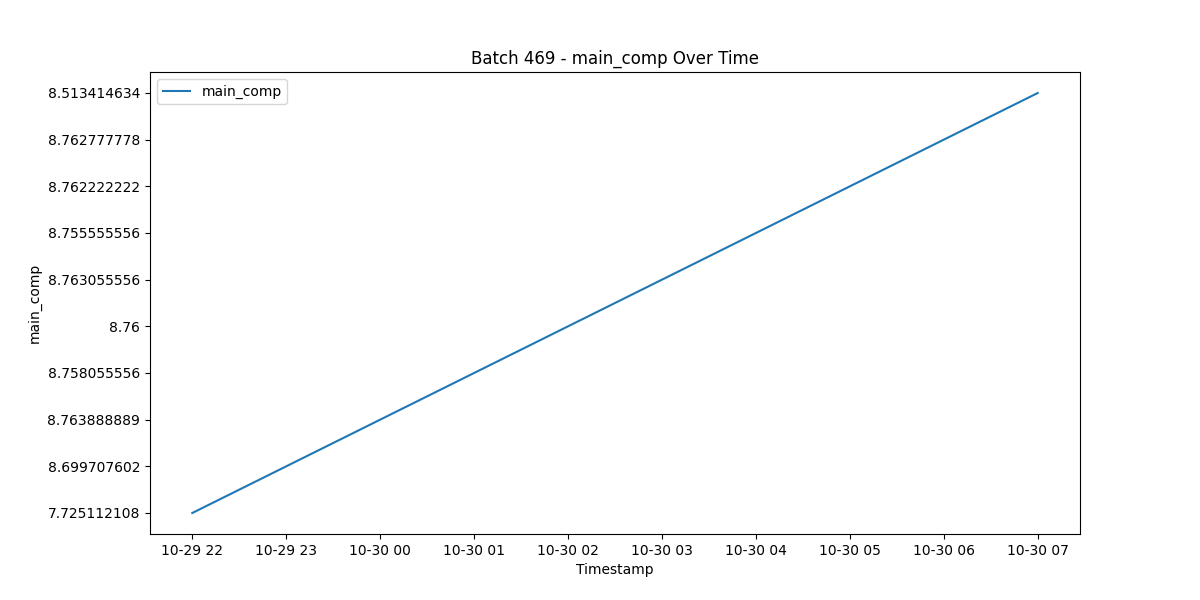 Batch 469 - main_comp Over Time
main_comp
8.513414634
8.762777778
8.762222222
8.755555556
8.763055556
8.76
8.758055556
8.763888889
8.699707602
7.725112108
main_comp
10-29 22 10-29 23 10-30 00 10-30 01 10-30 02 10-30 03 10-30 04 10-30 05 10-30 06 10-30 07
Timestamp